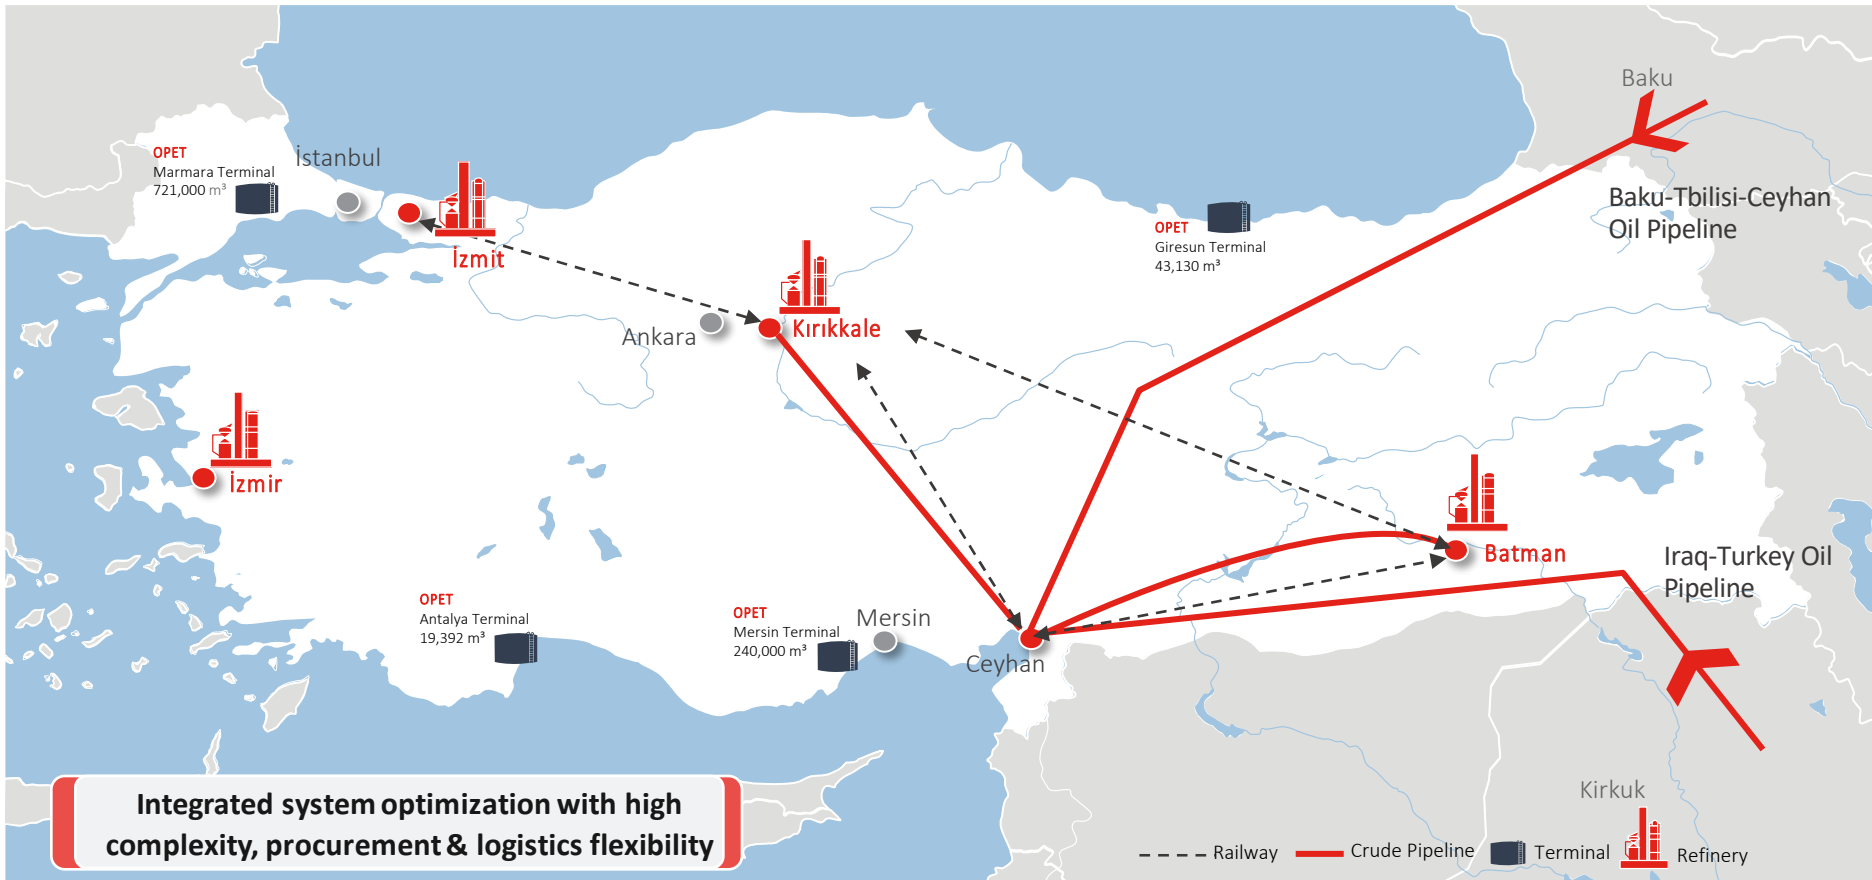 Baku
Baku-Tbilisi-Ceyhan
Oil Pipeline
OPET
Marmara Terminal
721,000 m³
İstanbul
İzmit
OPET
Giresun Terminal
43,130 m³
Ankara
Kırıkkale
İzmir
Batman
Iraq-Turkey Oil
Pipeline
OPET
Antalya Terminal
19,392 m³
OPET
Mersin Terminal
240,000 m³
Mersin
Ceyhan
Kirkuk
Integrated system optimization with high
complexity, procurement & logistics flexibility
Railway
Crude Pipeline
Terminal
Refinery